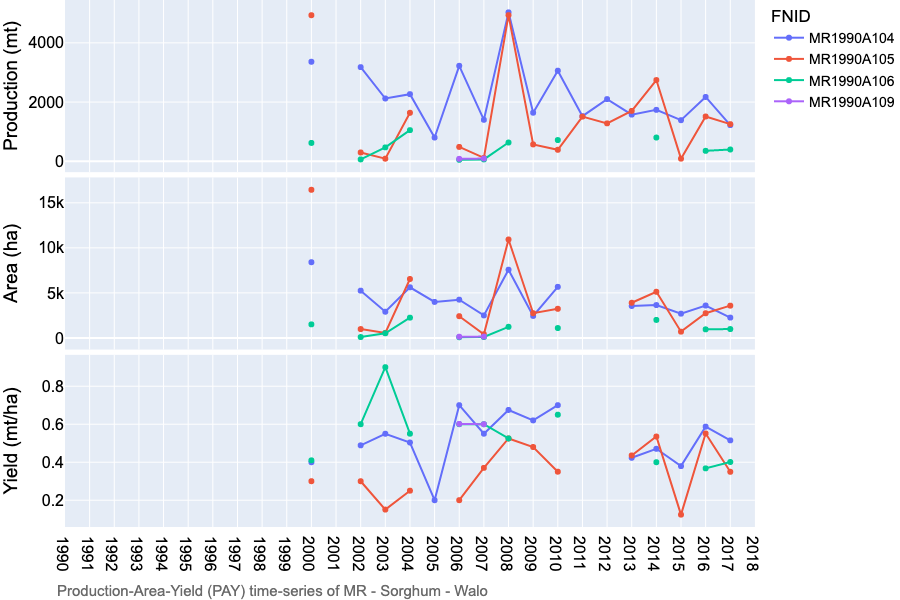 FNID
MR1990A104
MR1990A105
MR1990A106
MR1990A109
Production (mt)
4000
2000
0
Area (ha)
15k
10k
5k
0
Yield (mt/ha)
0.8
0.6
0.4
0.2
1990 1991 1992 1993 1994 1995 1996 1997 1998 1999 2000 2001 2002 2003 2004 2005 2006 2007 2008 2009 2010 2011 2012 2013 2014 2015 2016 2017 2018
Production-Area-Yield (PAY) time-series of MR - Sorghum - Walo